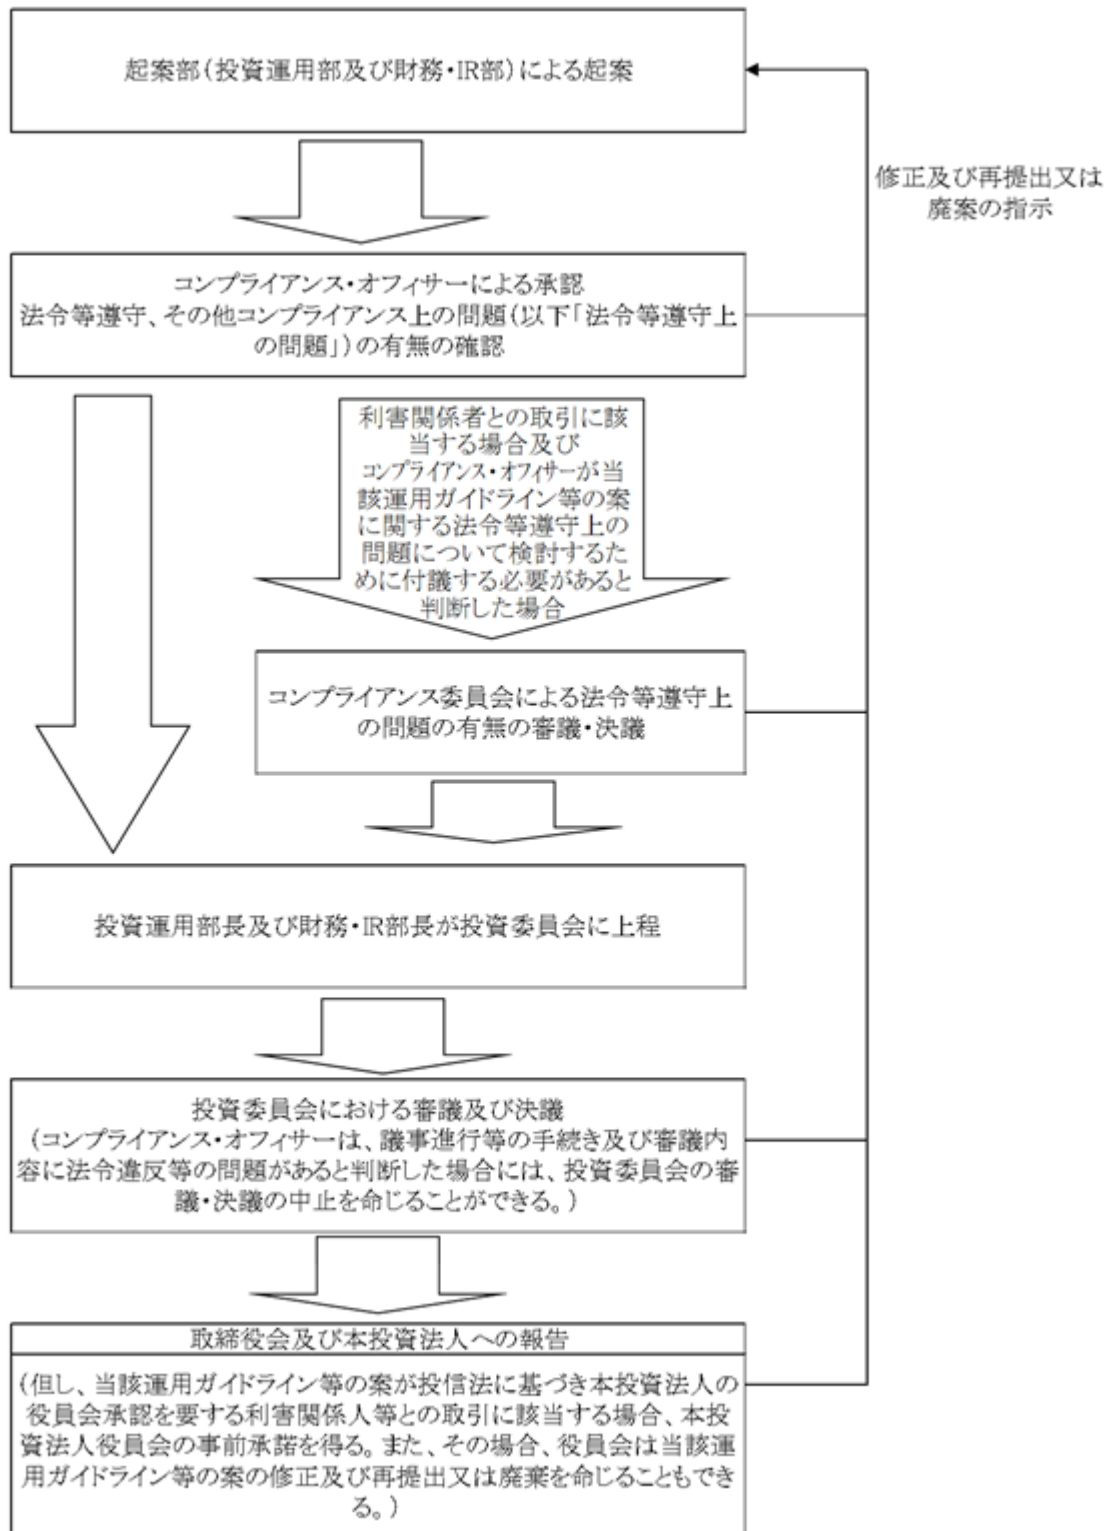 起案部(投資運用部及び財務・IR部)による起案
修正及び再提出又は
廃案の指示
コンプライアンス・オフィサーによる承認
法令等遵守、その他コンプライアンス上の問題(以下「法令等遵守上
の問題」)の有無の確認
利害関係者との取引に該
当する場合及び
コンプライアンス・オフィサーが当
該運用ガイドライン等の案
に関する法令等遵守上の
問題について検討するた
めに付議する必要があると
判断した場合
コンプライアンス委員会による法令等遵守上
の問題の有無の審議・決議
投資運用部長及び財務・IR部長が投資委員会に上程
投資委員会における審議及び決議
(コンプライアンス・オフィサーは、議事進行等の手続き及び審議内
容に法令違反等の問題があると判断した場合には、投資委員会の審
議・決議の中止を命じることができる。)
取締役会及び本投資法人への報告
(但し、当該運用ガイドライン等の案が投信法に基づき本投資法人の
役員会承認を要する利害関係人等との取引に該当する場合、本投
資法人役員会の事前承諾を得る。また、その場合、役員会は当該運
用ガイドライン等の案の修正及び再提出又は廃棄を命じることもでき
る。)